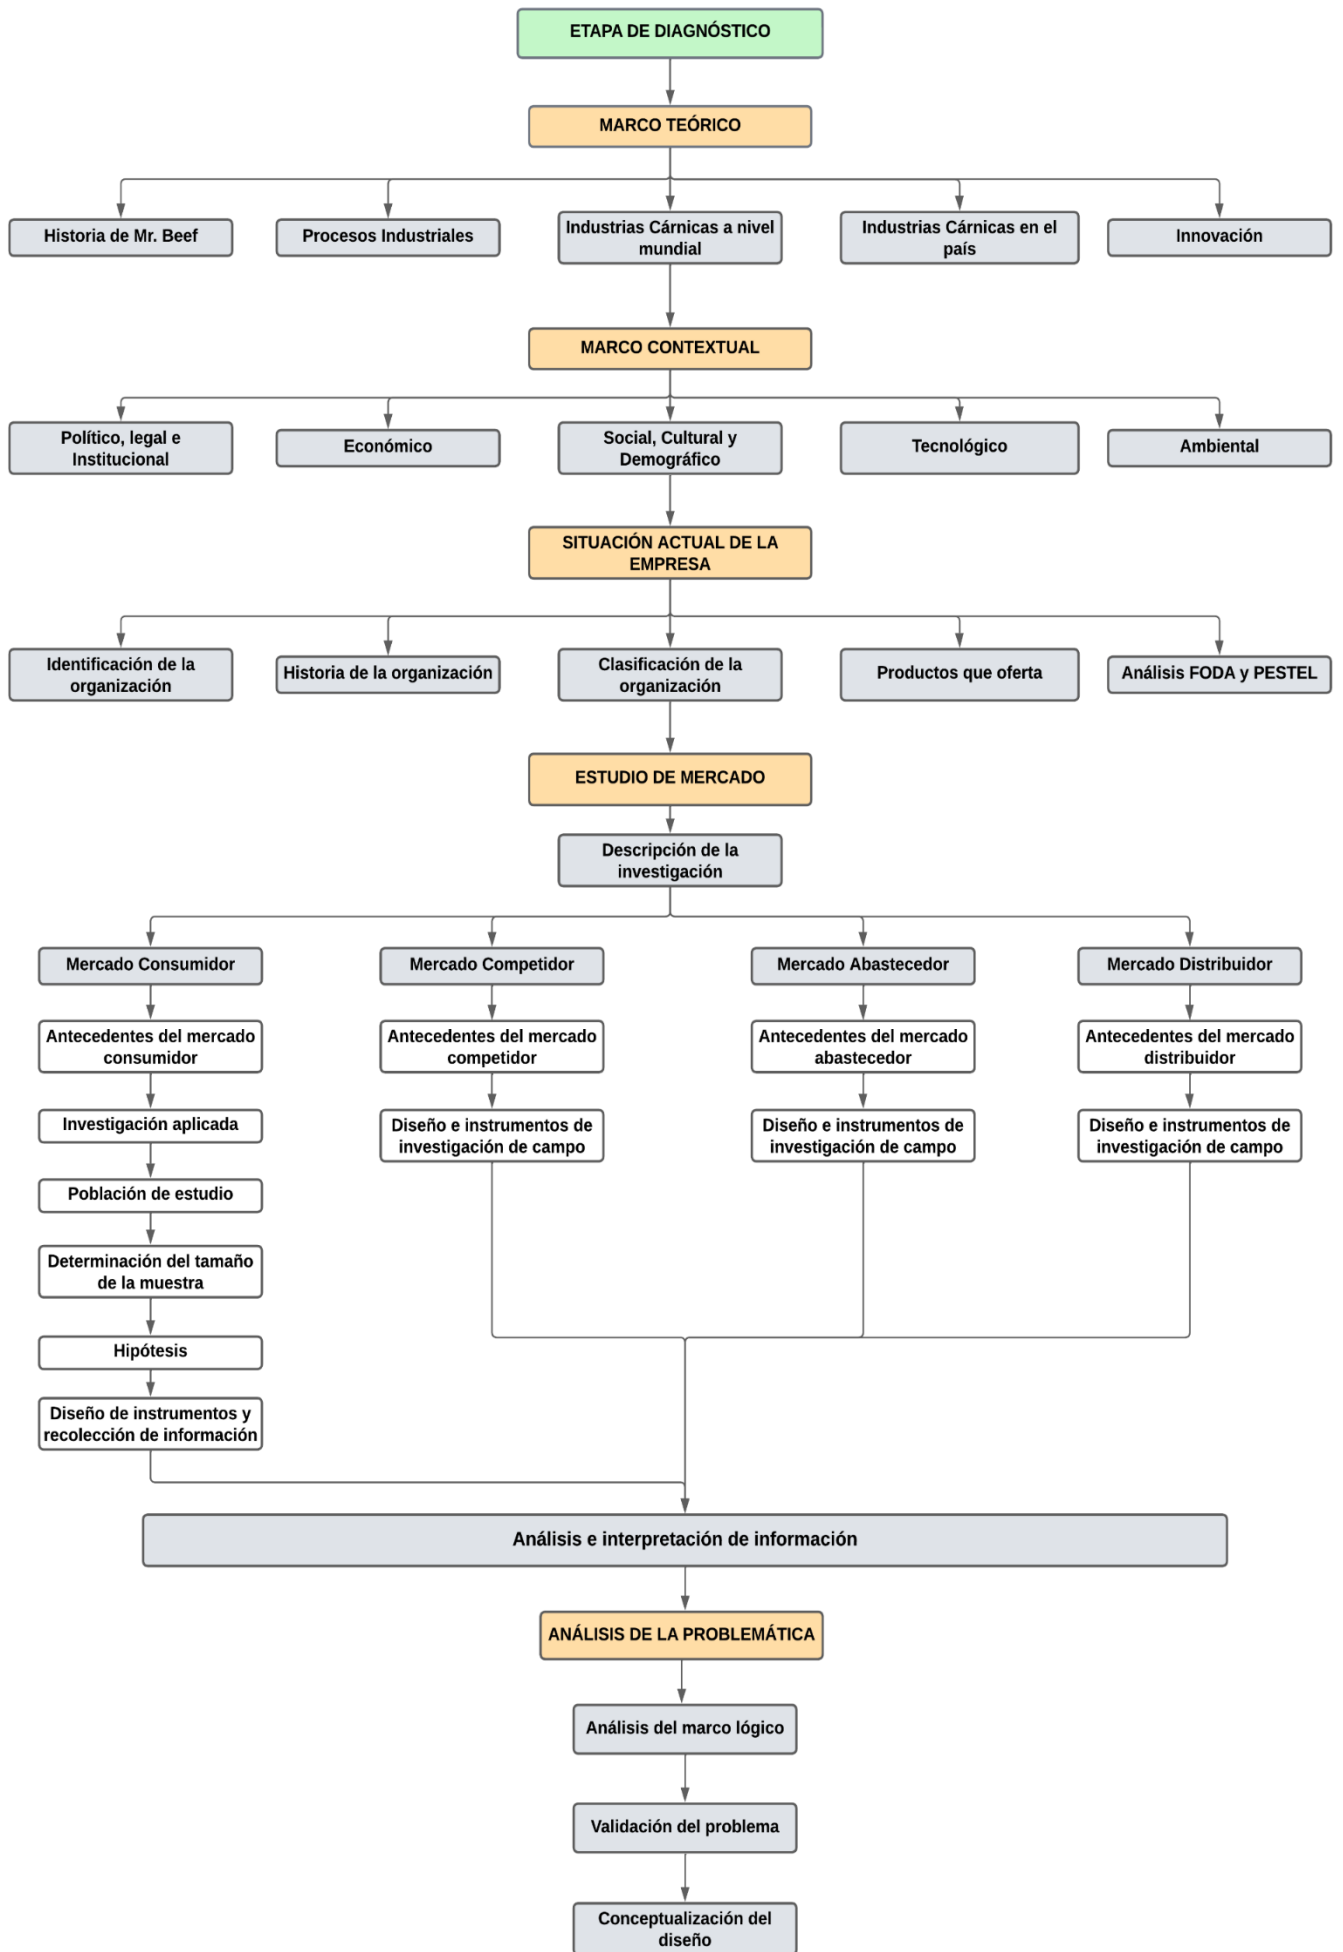 ETAPA DE DIAGNÓSTICO
MARCO TEÓRICO
Historia de Mr. Beef
Procesos Industriales
Industrias Cárnicas a nivel
mundial
Industrias Cárnicas en el
país
Innovación
MARCO CONTEXTUAL
Político, legal e
Institucional
Económico
Social, Cultural y
Demográfico
Tecnológico
Ambiental
SITUACIÓN ACTUAL DE LA
EMPRESA
Identificación de la
organización
Historia de la organización
Clasificación de la
organización
Productos que oferta
Análisis FODA y PESTEL
ESTUDIO DE MERCADO
Descripción de la
investigación
Mercado Consumidor
Antecedentes del mercado
consumidor
Investigación aplicada
Población de estudio
Determinación del tamaño
de la muestra
Hipótesis
Diseño de instrumentos y
recolección de información
Mercado Competidor
Antecedentes del mercado
competidor
Diseño e instrumentos de
investigación de campo
Mercado Abastecedor
Antecedentes del mercado
abastecedor
Diseño e instrumentos de
investigación de campo
Mercado Distribuidor
Antecedentes del mercado
distribuidor
Diseño e instrumentos de
investigación de campo
Análisis e interpretación de información
ANÁLISIS DE LA PROBLEMÁTICA
Análisis del marco lógico
Validación del problema
Conceptualización del
diseño